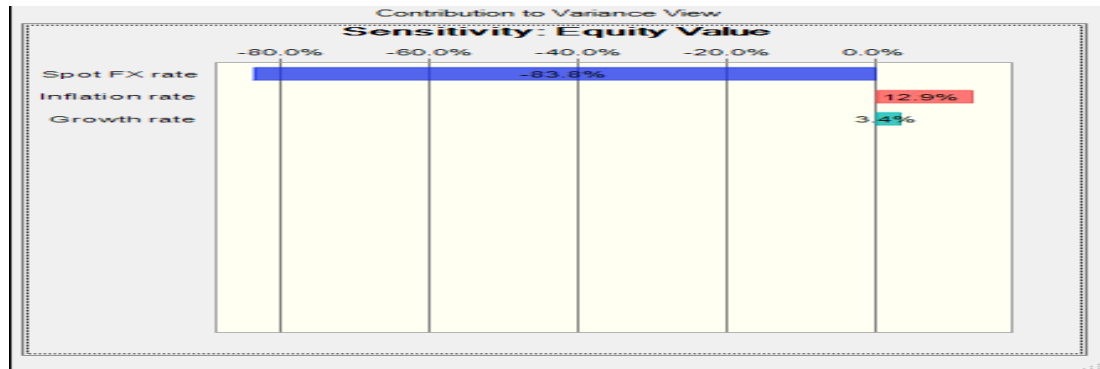 Contribution to Variance View
Sensitivity: Equity Value
-80.0% -60.0% -40.0% -20.0% 0.0%
Spot FX rate -83.8%
Inflation rate 12.9%
Growth rate 3.4%